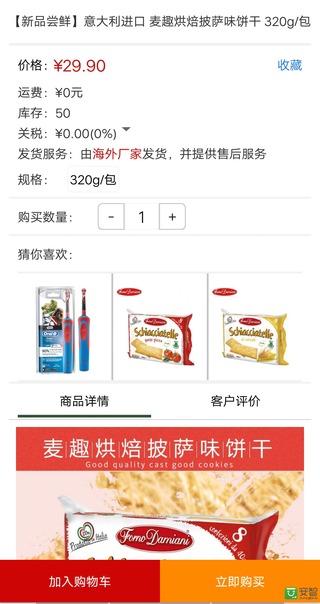 【新品尝鲜】意大利进口 麦趣烘焙披萨味饼干 320g/包
价格：¥29.90
收藏
运费：¥0元
库存：50
关税：¥0.00(0%)
发货服务：由海外厂家发货，并提供售后服务
规格： 320g/包
购买数量： - 1 +
猜你喜欢：
Oral-B
Forno Damiani
Schiacciatelle
gusto pizza
Forno Damiani
Schiacciatelle
商品详情
客户评价
麦趣烘焙披萨味饼干
Good quality cast good cookies
Forno Damiani
8
加入购物车
立即购买
安智